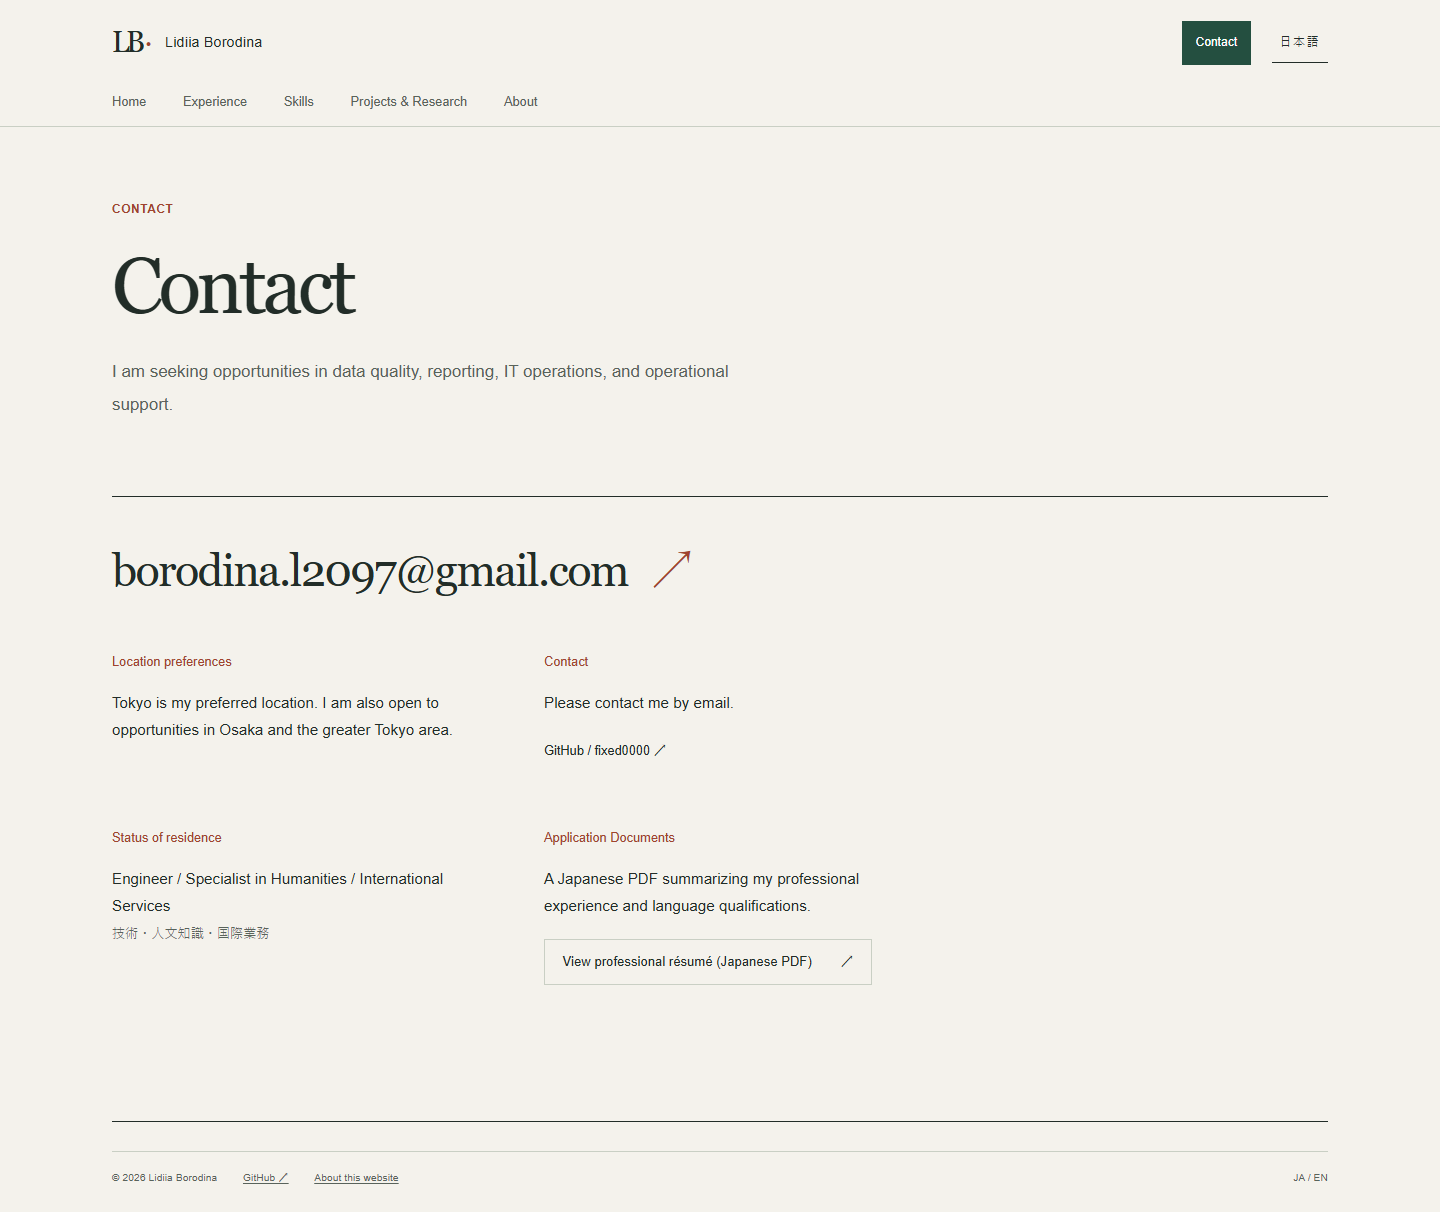 LB· Lidiia Borodina
Contact
日本語
Home Experience Skills Projects & Research About
CONTACT
Contact
I am seeking opportunities in data quality, reporting, IT operations, and operational
support.
borodina.l2097@gmail.com ↗
Location preferences
Tokyo is my preferred location. I am also open to
opportunities in Osaka and the greater Tokyo area.
Contact
Please contact me by email.
GitHub / fixed0000 ↗
Status of residence
Engineer / Specialist in Humanities / International
Services
技術・人文知識・国際業務
Application Documents
A Japanese PDF summarizing my professional
experience and language qualifications.
View professional résumé (Japanese PDF) ↗
© 2026 Lidiia Borodina GitHub ↗ About this website JA / EN